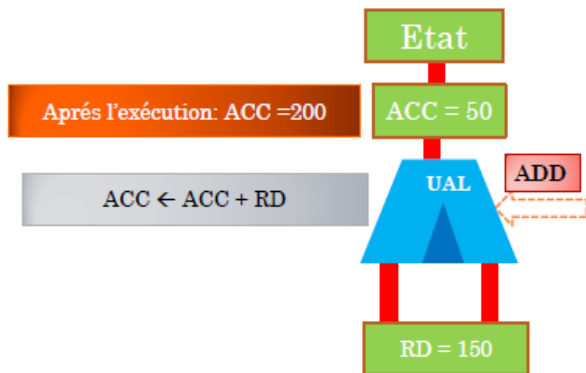 Etat
Aprés l'exécution: ACC =200
ACC = 50
UAL
ADD
ACC ← ACC + RD
RD = 150